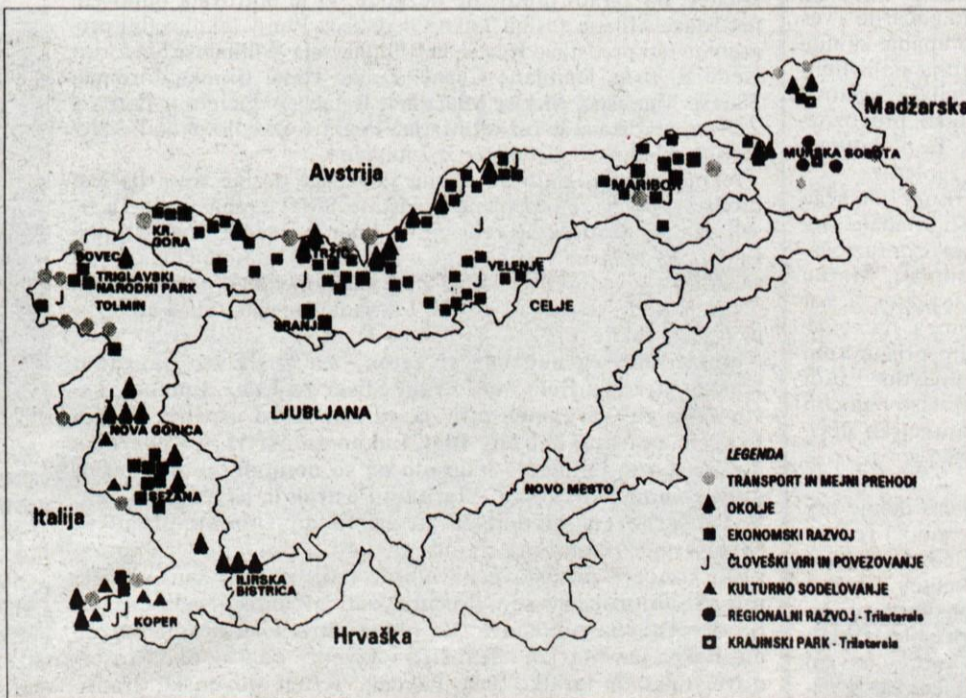 Madžarska
MURSKA SOBOTA
Avstrija
MARIBOR
KR. GORA
BOVEC
TRŽIČ
VELENJE
TRIGLAVSKI
NARODNI PARK
TOLMIN
CELJE
KRANJ
LJUBLJANA
NOVA GORICA
SEŽANA
NOVO MESTO
Italija
ILIRSKA
BISTRICA
KOPER
Hrvaška
LEGENDA
TRANSPORT IN MEJNI PREHODI
OKOLJE
EKONOMSKI RAZVOJ
ČLOVEŠKI VIRI IN POVEZOVANJE
KULTURNO SODELOVANJE
REGIONALNI RAZVOJ - Trilaterala
KRAJINSKI PARK - Trilaterala